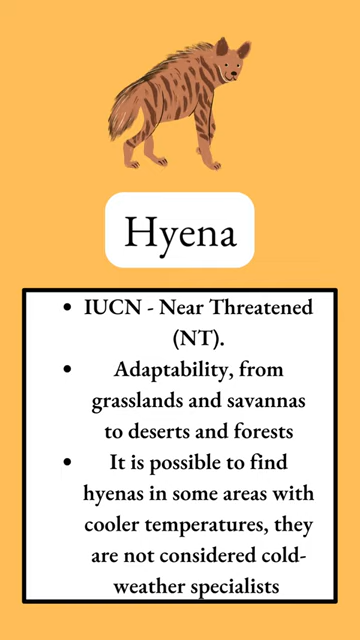 Hyena
• IUCN - Near Threatened
(NT).
• Adaptability, from
grasslands and savannas
to deserts and forests
• It is possible to find
hyenas in some areas with
cooler temperatures, they
are not considered cold-
weather specialists